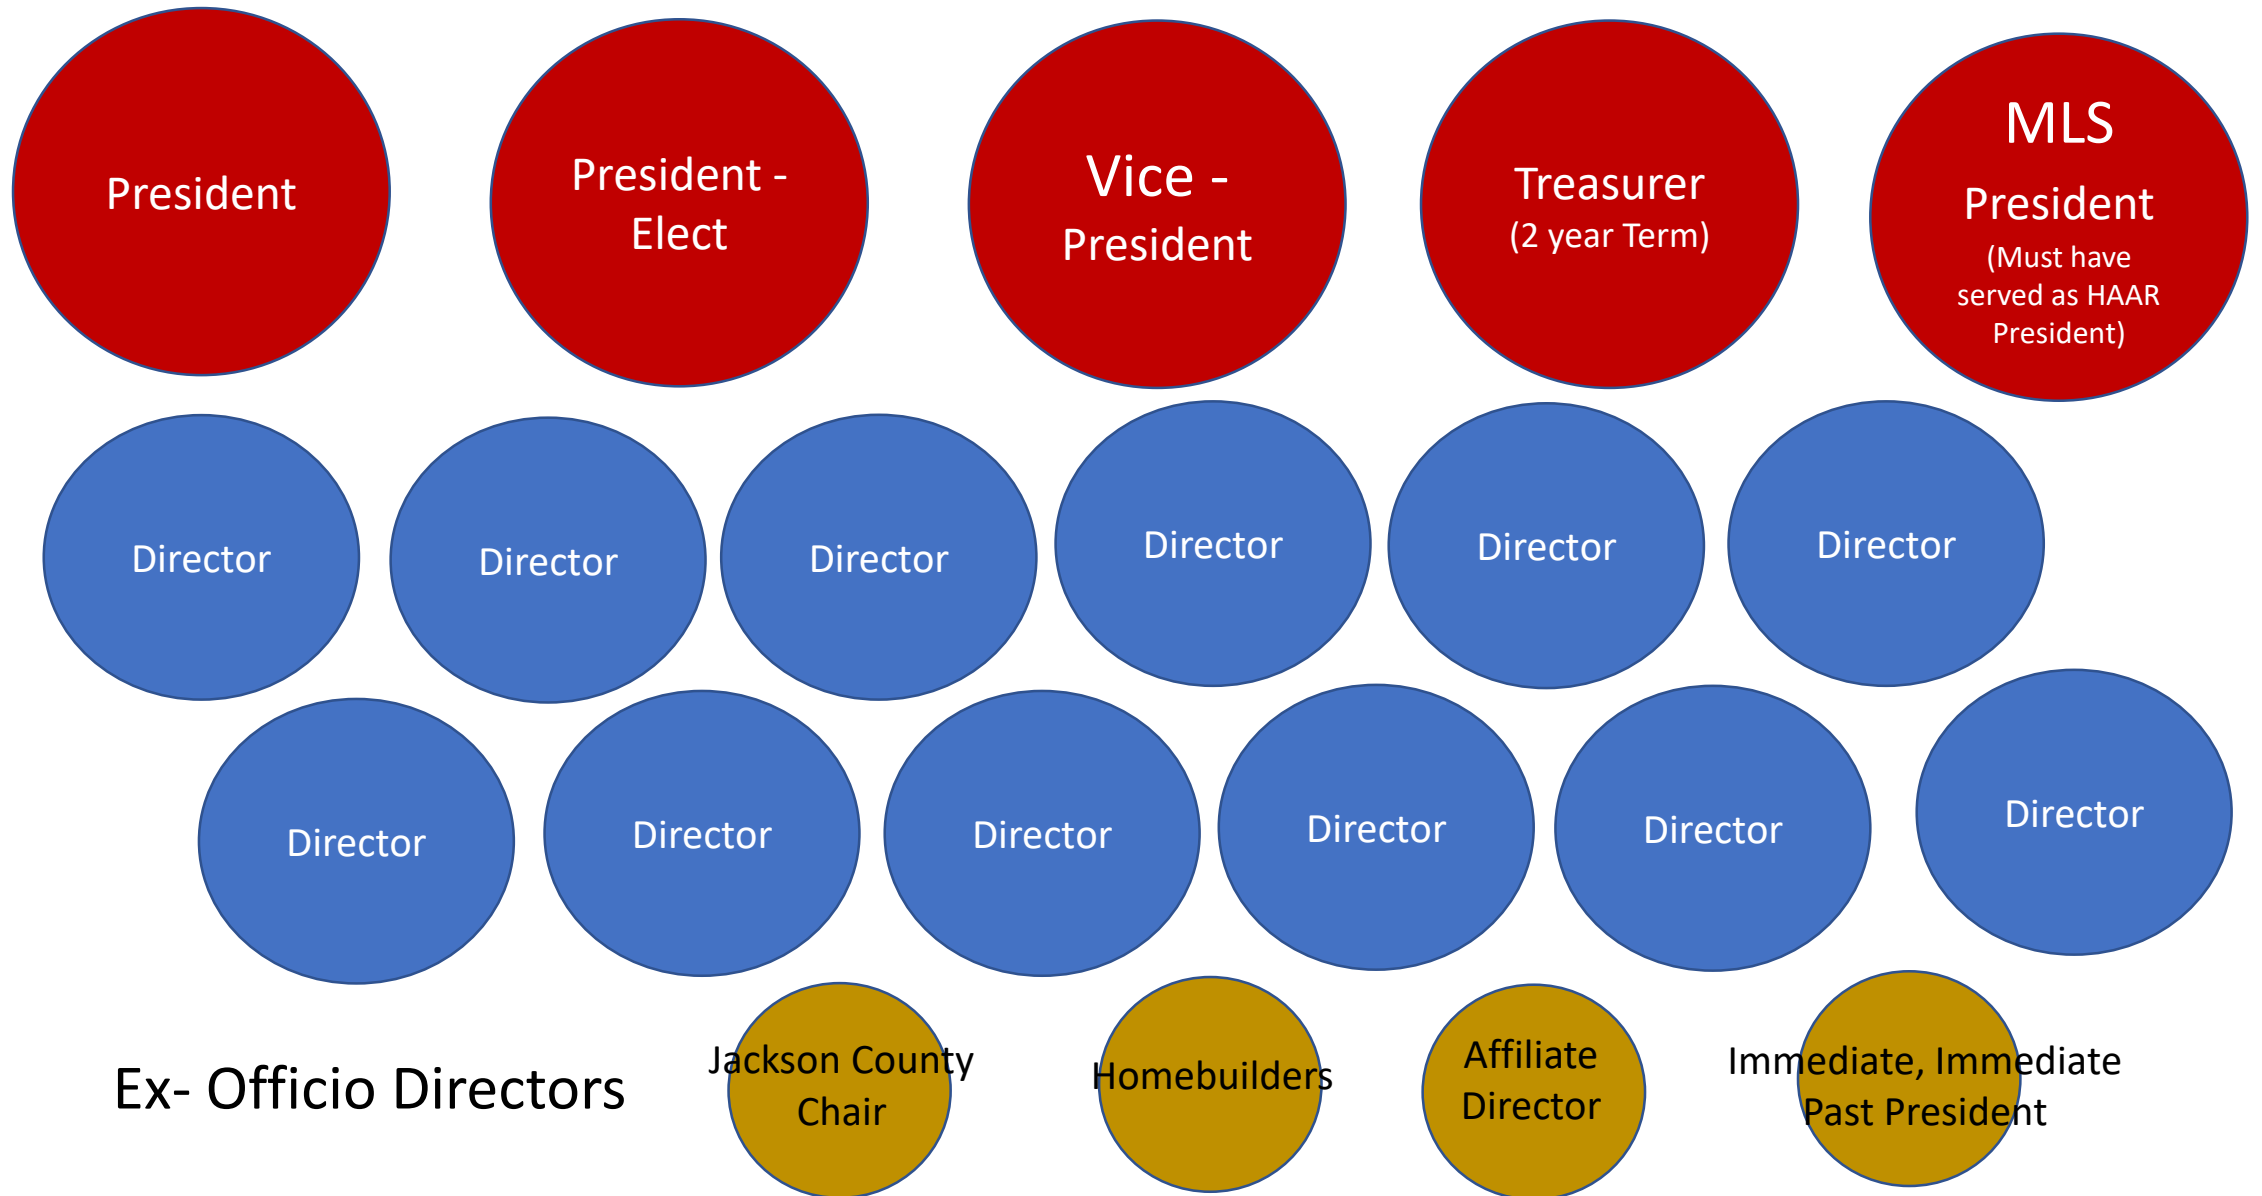 President
President -
Elect
Vice -
President
Treasurer
(2 year Term)
MLS
President
(Must have
served as HAAR
President)
Director
Director
Director
Director
Director
Director
Director
Director
Director
Director
Director
Director
Ex- Officio Directors
Jackson County
Chair
Homebuilders
Affiliate
Director
Immediate, Immediate
Past President